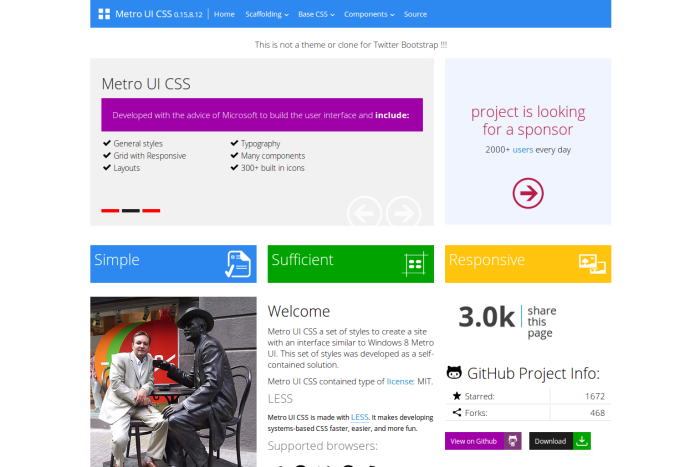 Metro UI CSS 0.15.8.12
Home
Scaffolding
Base CSS
Components
Source
This is not a theme or clone for Twitter Bootstrap !!!
Metro UI CSS
Developed with the advice of Microsoft to build the user interface and include:
General styles
Grid with Responsive
Layouts
Typography
Many components
300+ built in icons
project is looking
for a sponsor
2000+ users every day
Simple
Sufficient
Responsive
Welcome
Metro UI CSS a set of styles to create a site
with an interface similar to Windows 8 Metro
UI. This set of styles was developed as a self-
contained solution.
Metro UI CSS contained type of license: MIT.
LESS
Metro UI CSS is made with LESS. It makes developing
systems-based CSS faster, easier, and more fun.
Supported browsers:
3.0k
share
this
page
GitHub Project Info:
Starred: 1672
Forks: 468
View on Github
Download